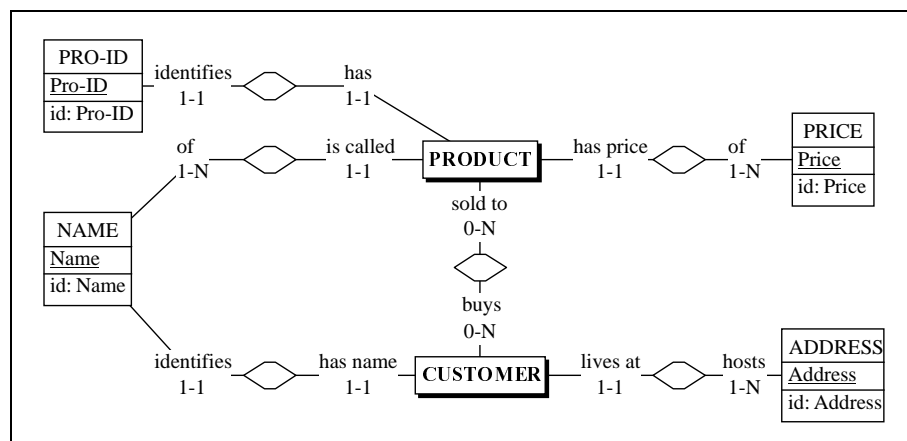 PRO-ID
Pro-ID
id: Pro-ID
identifies
1-1
has
1-1
of
1-N
is called
1-1
PRODUCT
has price
1-1
of
1-N
PRICE
Price
id: Price
sold to
0-N
NAME
Name
id: Name
buys
0-N
identifies
1-1
has name
1-1
CUSTOMER
lives at
1-1
hosts
1-N
ADDRESS
Address
id: Address